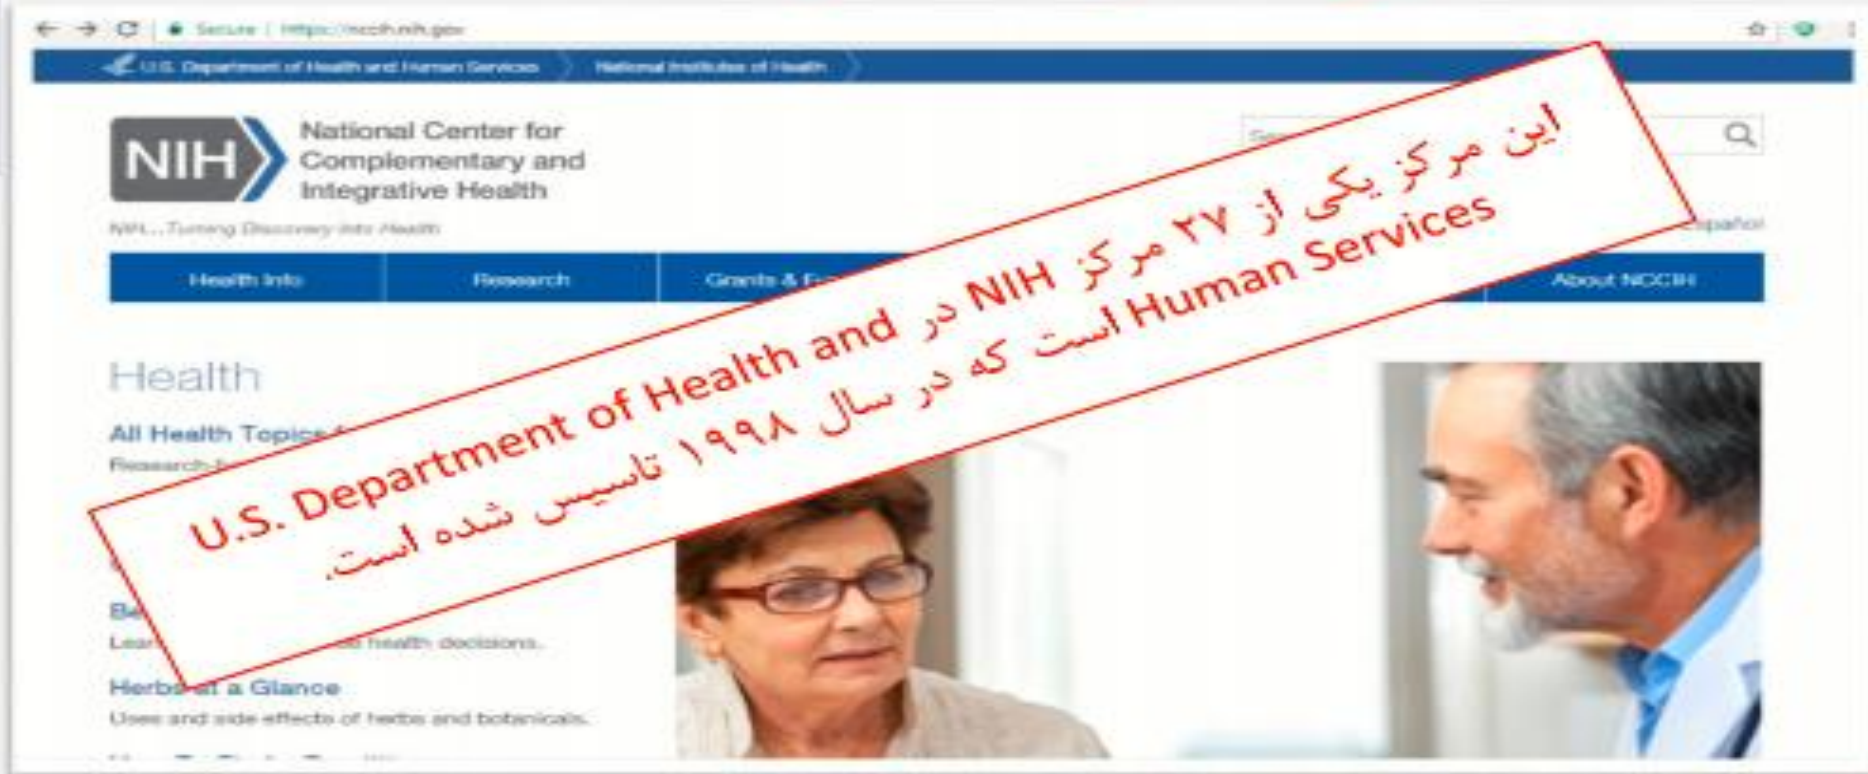 Secure | https://nccih.nih.gov
U.S. Department of Health and Human Services
National Institutes of Health
NIH
National Center for
Complementary and
Integrative Health
NIH...Turning Discovery Into Health
Español
Health Info
Research
Grants &
About NCCIH
این مرکز یکی از ۲۷ مرکز NIH در U.S. Department of Health and
Human Services است که در سال ۱۹۹۸ تاسیس شده است.
Health
All Health Topics
health decisions.
Herbs at a Glance
Uses and side effects of herbs and botanicals.